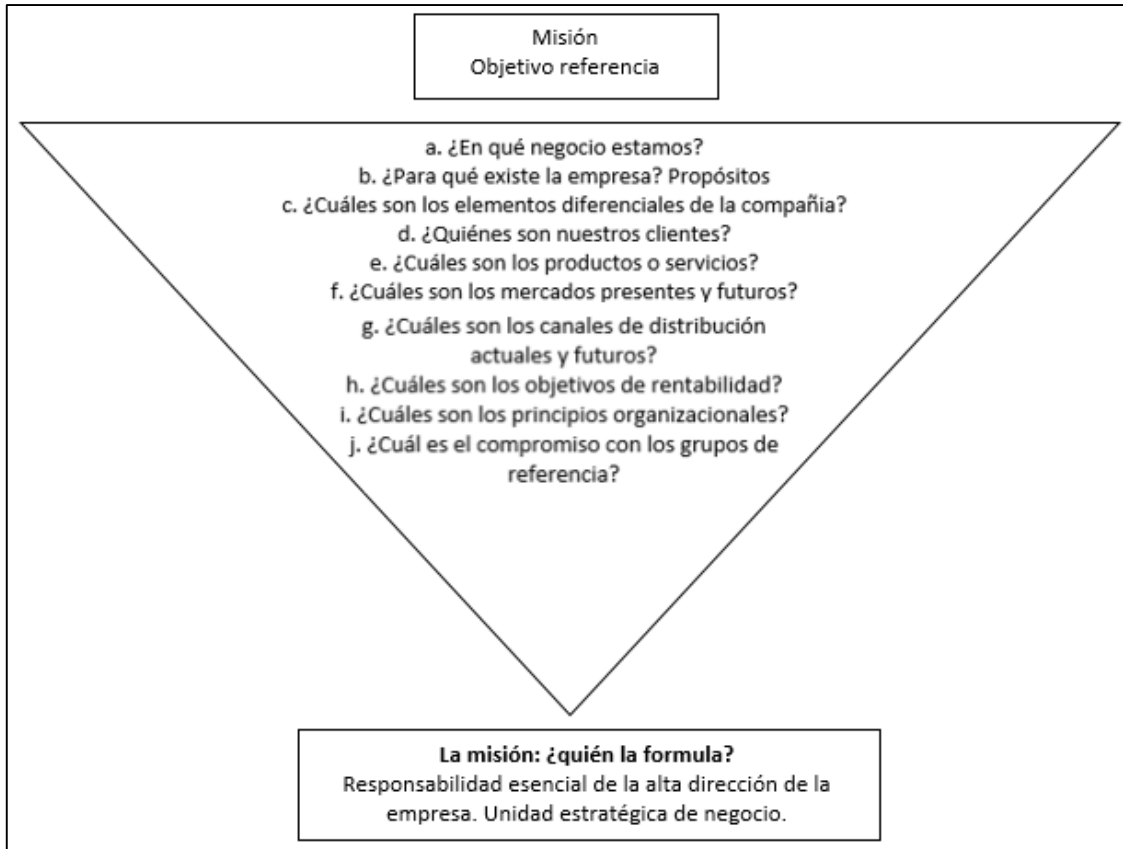 Misión
Objetivo referencia
a. ¿En qué negocio estamos?
b. ¿Para qué existe la empresa? Propósitos
c. ¿Cuáles son los elementos diferenciales de la compañia?
d. ¿Quiénes son nuestros clientes?
e. ¿Cuáles son los productos o servicios?
f. ¿Cuáles son los mercados presentes y futuros?
g. ¿Cuáles son los canales de distribución
actuales y futuros?
h. ¿Cuáles son los objetivos de rentabilidad?
i. ¿Cuáles son los principios organizacionales?
j. ¿Cuál es el compromiso con los grupos de
referencia?
La misión: ¿quién la formula?
Responsabilidad esencial de la alta dirección de la
empresa. Unidad estratégica de negocio.